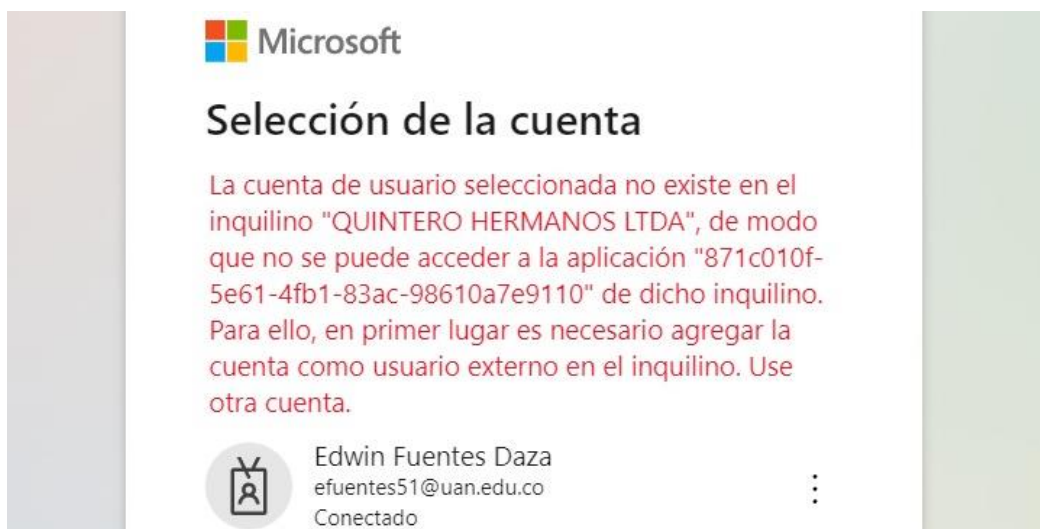 Microsoft
Selección de la cuenta
La cuenta de usuario seleccionada no existe en el
inquilino "QUINTERO HERMANOS LTDA", de modo
que no se puede acceder a la aplicación "871c010f-
5e61-4fb1-83ac-98610a7e9110" de dicho inquilino.
Para ello, en primer lugar es necesario agregar la
cuenta como usuario externo en el inquilino. Use
otra cuenta.
Edwin Fuentes Daza
efuentes51@uan.edu.co
Conectado